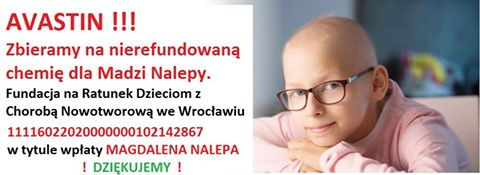 AVASTIN !!!
Zbieramy na nierefundowaną
chemię dla Madzi Nalepy.
Fundacja na Ratunek Dzieciom z
Chorobą Nowotworową we Wrocławiu
11116022020000000102142867
w tytule wpłaty MAGDALENA NALEPA
! DZIĘKUJEMY !